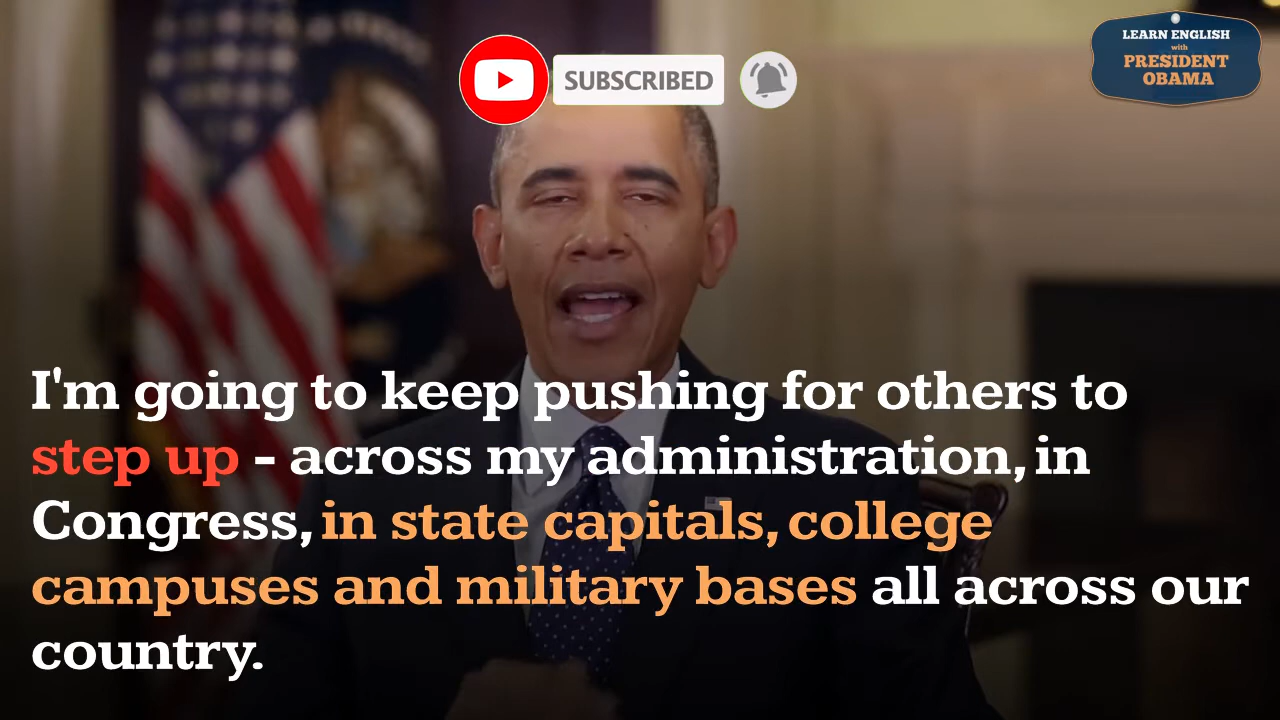 SUBSCRIBED
LEARN ENGLISH
with
PRESIDENT
OBAMA
I'm going to keep pushing for others to
step up - across my administration, in
Congress, in state capitals, college
campuses and military bases all across our
country.